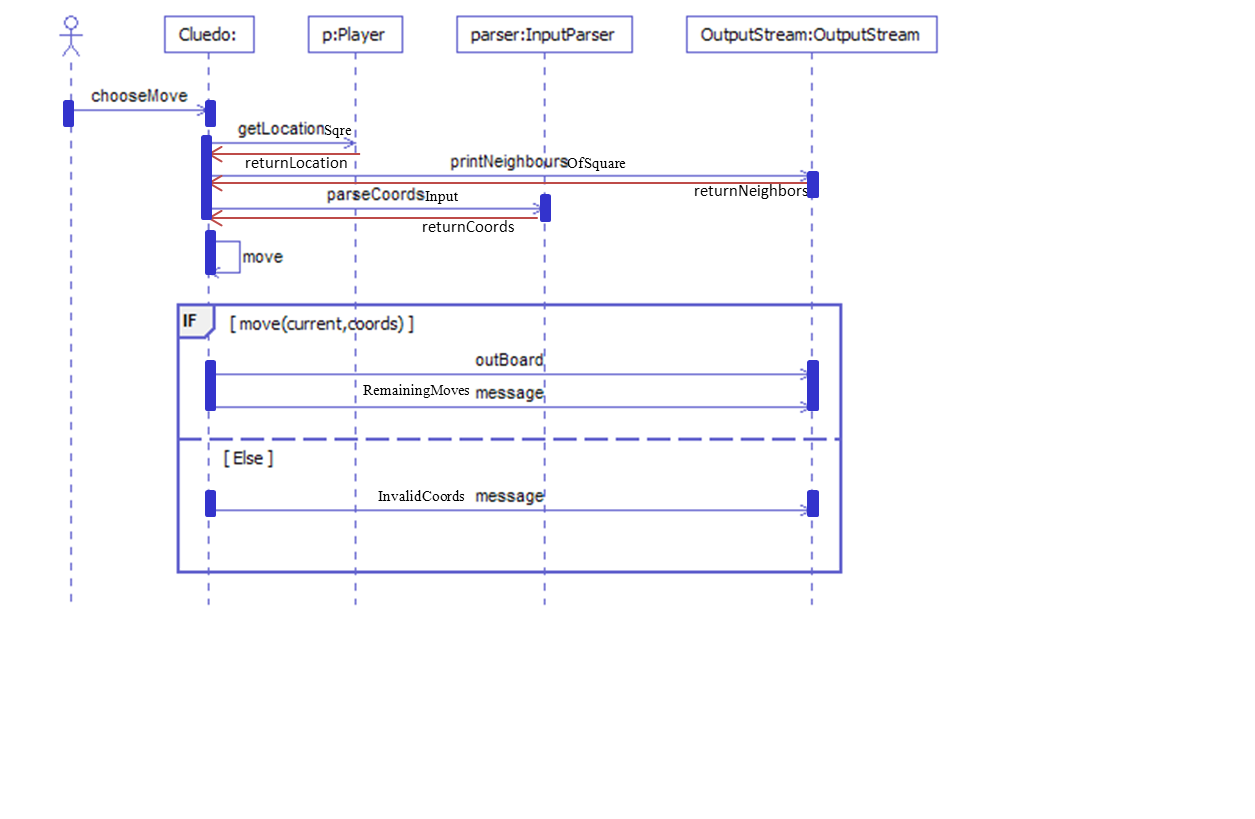 Cluedo:
p:Player
parser:InputParser
OutputStream:OutputStream
chooseMove
getLocationSqre
returnLocation
printNeighboursOfSquare
returnNeighbors
parseCoordsInput
returnCoords
move
IF
[ move(current,coords) ]
outBoard
RemainingMoves message
[ Else ]
InvalidCoords message